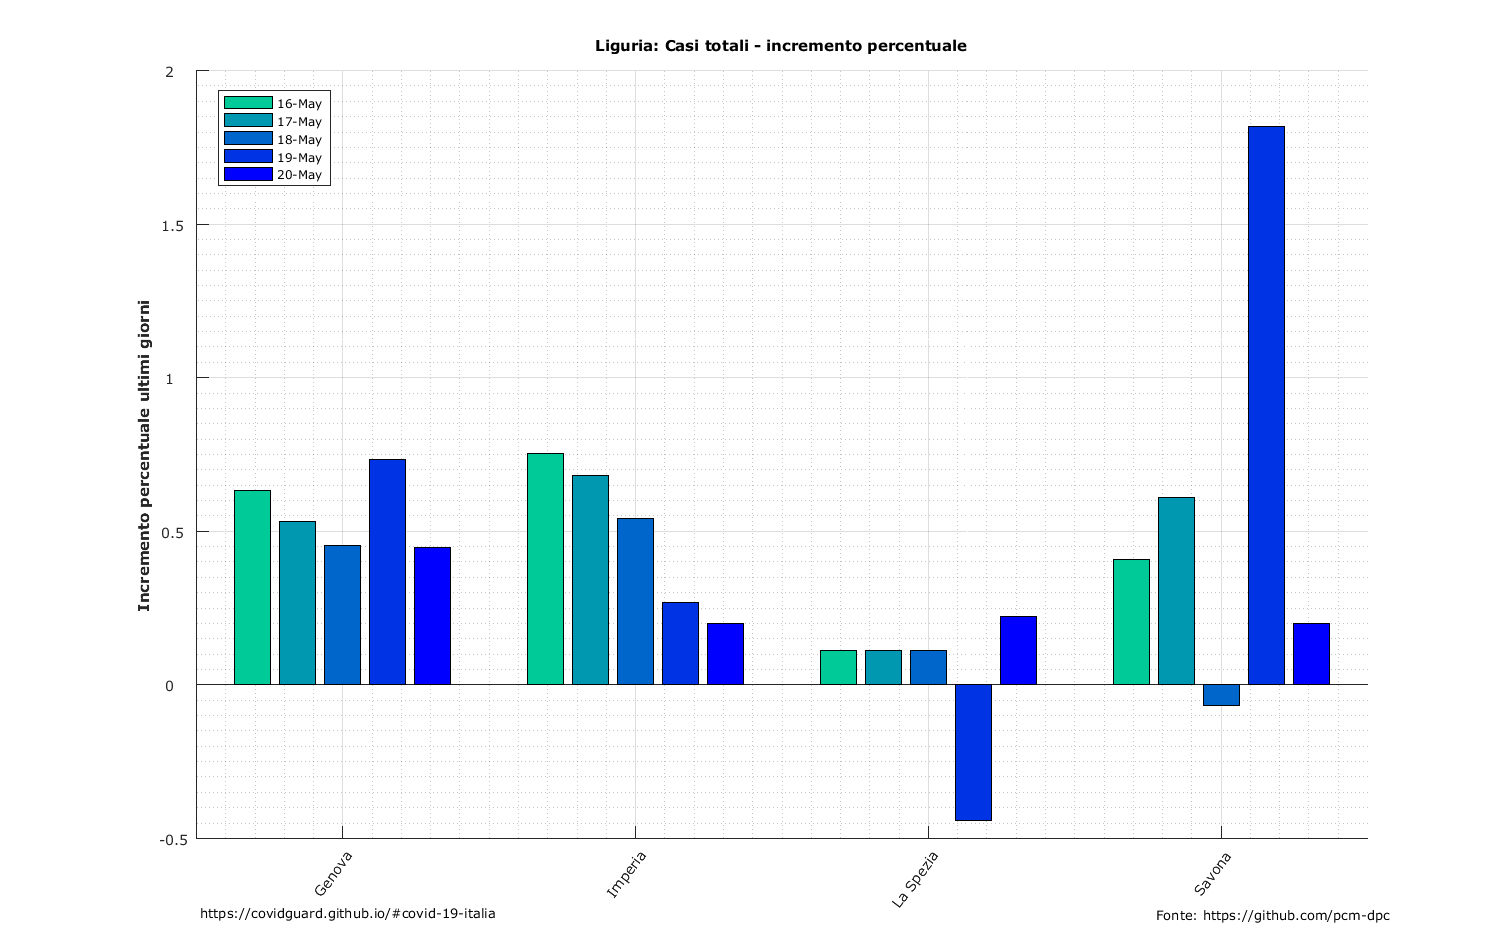 Liguria: Casi totali - incremento percentuale
2
1.5
1
0.5
0
-0.5
Incremento percentuale ultimi giorni
16-May
17-May
18-May
19-May
20-May
Genova
Imperia
La Spezia
Savona
https://covidguard.github.io/#covid-19-italia
Fonte: https://github.com/pcm-dpc